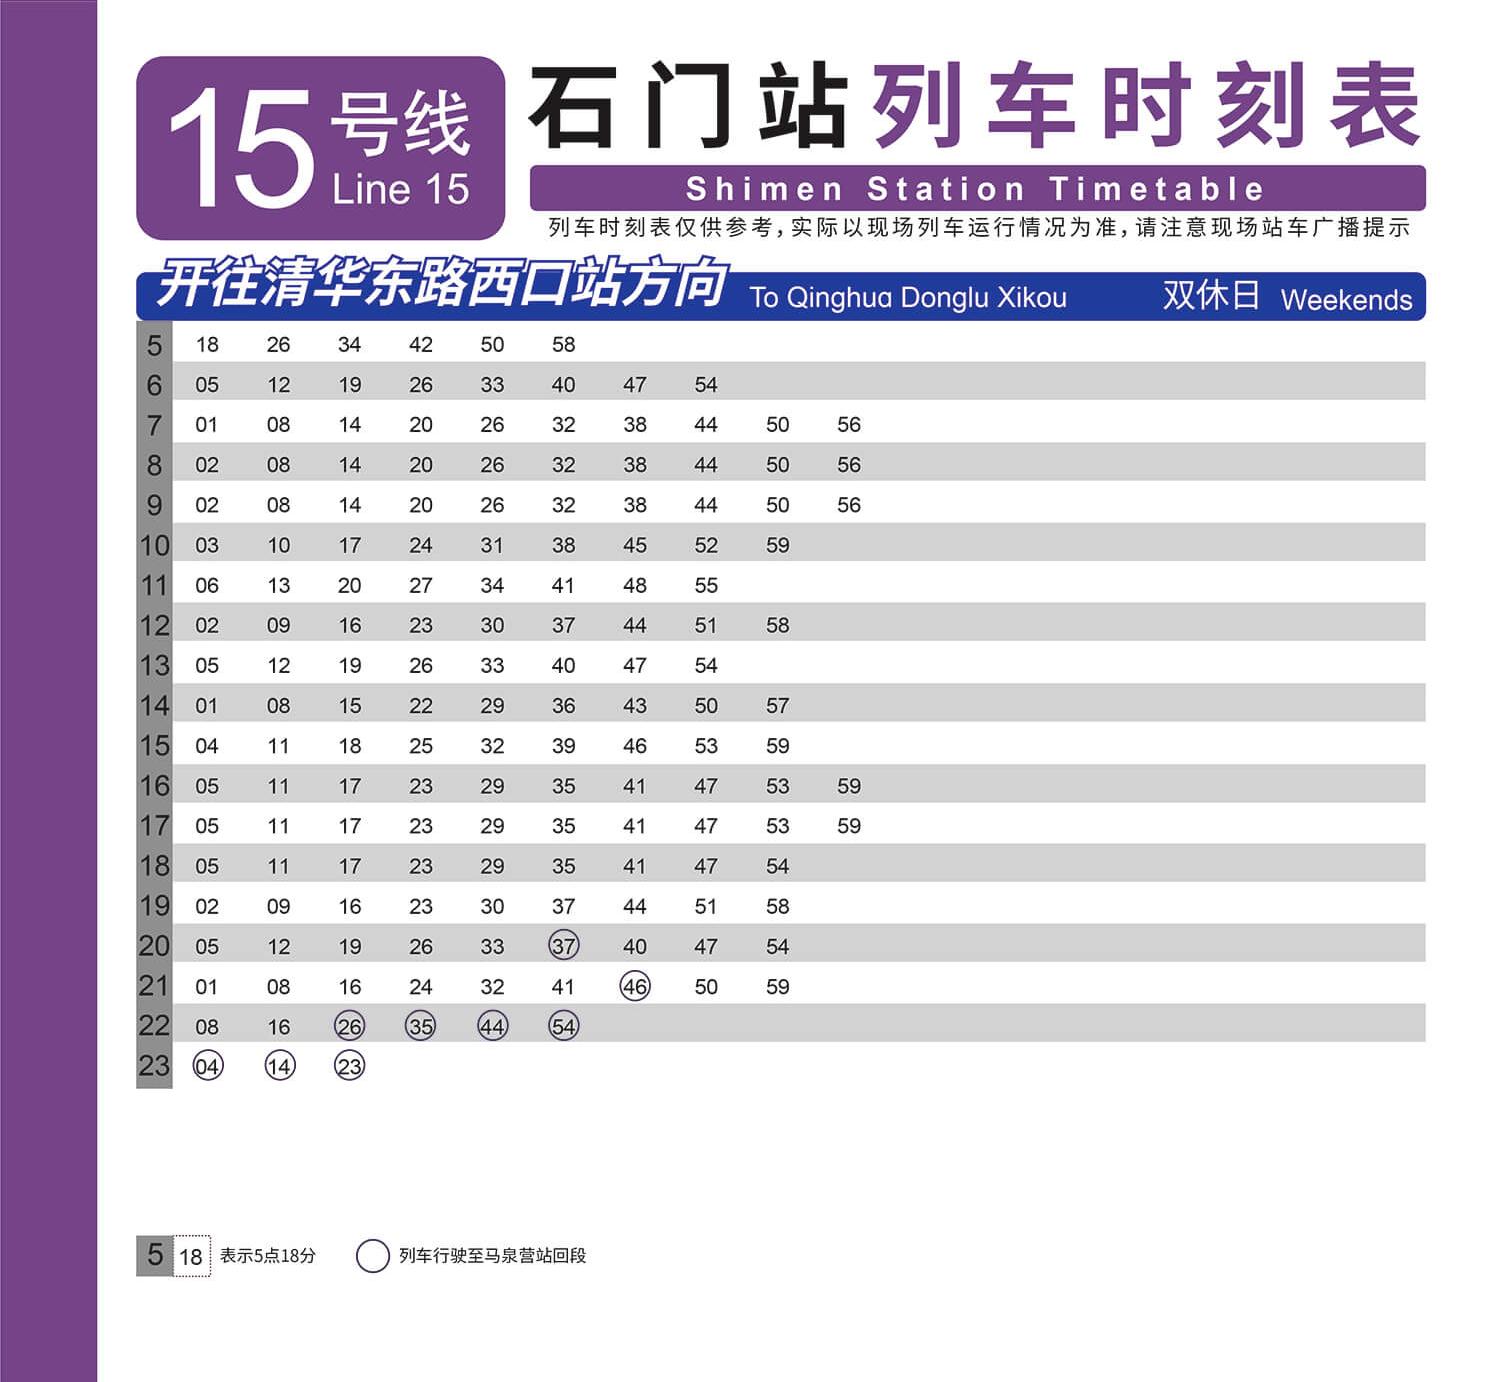 15号线
Line 15
石门站列车时刻表
Shimen Station Timetable
列车时刻表仅供参考,实际以现场列车运行情况为准,请注意现场站车广播提示
开往清华东路西口站方向 To Qinghua Donglu Xikou 双休日 Weekends
5 18 26 34 42 50 58
6 05 12 19 26 33 40 47 54
7 01 08 14 20 26 32 38 44 50 56
8 02 08 14 20 26 32 38 44 50 56
9 02 08 14 20 26 32 38 44 50 56
10 03 10 17 24 31 38 45 52 59
11 06 13 20 27 34 41 48 55
12 02 09 16 23 30 37 44 51 58
13 05 12 19 26 33 40 47 54
14 01 08 15 22 29 36 43 50 57
15 04 11 18 25 32 39 46 53 59
16 05 11 17 23 29 35 41 47 53 59
17 05 11 17 23 29 35 41 47 53 59
18 05 11 17 23 29 35 41 47 54
19 02 09 16 23 30 37 44 51 58
20 05 12 19 26 33 37 40 47 54
21 01 08 16 24 32 41 46 50 59
22 08 16 26 35 44 54
23 04 14 23
5 18 表示5点18分 列车行驶至马泉营站回段